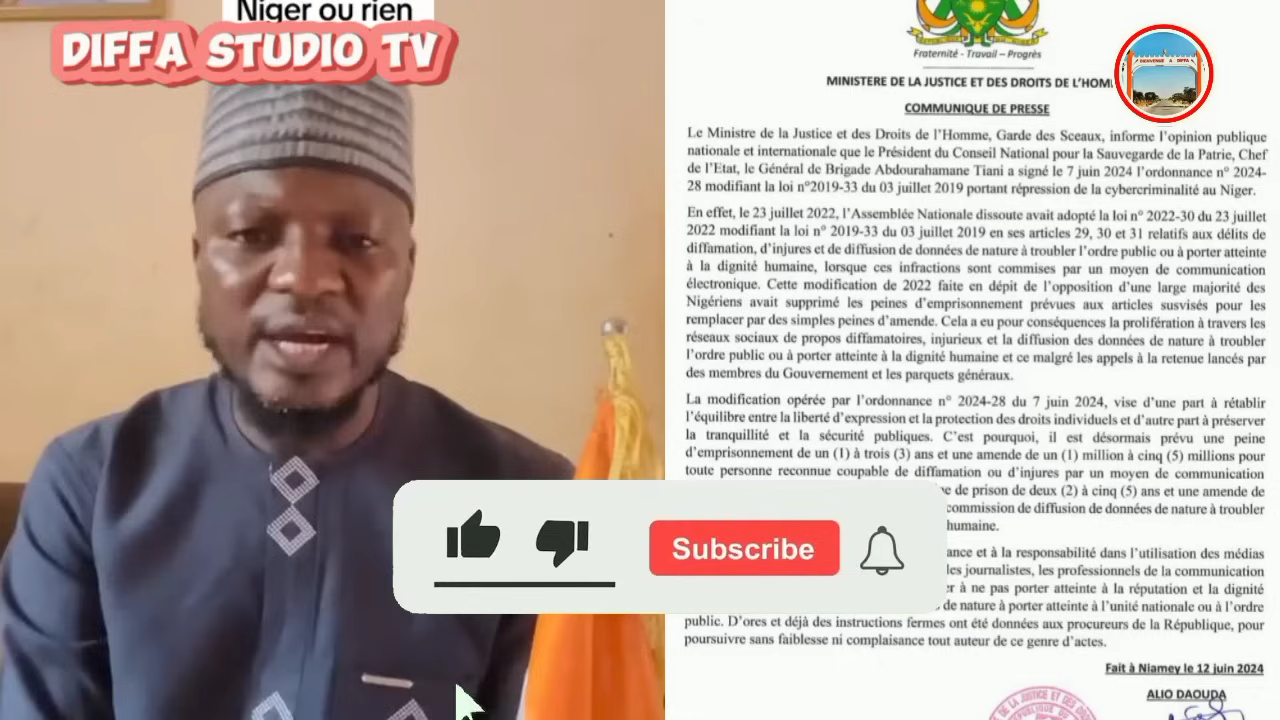 Niger ou rien
DIFFA STUDIO TV
Fraternité - Travail – Progrès
BIENVENUE A DIFFA
MINISTERE DE LA JUSTICE ET DES DROITS DE L'HOM
COMMUNIQUE DE PRESSE
Le Ministre de la Justice et des Droits de l'Homme, Garde des Sceaux, informe l'opinion publique
nationale et internationale que le Président du Conseil National pour la Sauvegarde de la Patrie, Chef
de l'Etat, le Général de Brigade Abdourahamane Tiani a signé le 7 juin 2024 l'ordonnance n° 2024-
28 modifiant la loi n°2019-33 du 03 juillet 2019 portant répression de la cybercriminalité au Niger.
En effet, le 23 juillet 2022, l'Assemblée Nationale dissoute avait adopté la loi n° 2022-30 du 23 juillet
2022 modifiant la loi n° 2019-33 du 03 juillet 2019 en ses articles 29, 30 et 31 relatifs aux délits de
diffamation, d'injures et de diffusion de données de nature à troubler l'ordre public ou à porter atteinte
à la dignité humaine, lorsque ces infractions sont commises par un moyen de communication
électronique. Cette modification de 2022 faite en dépit de l'opposition d'une large majorité des
Nigériens avait supprimé les peines d'emprisonnement prévues aux articles susvisés pour les
remplacer par des simples peines d'amende. Cela a eu pour conséquences la prolifération à travers les
réseaux sociaux de propos diffamatoires, injurieux et la diffusion des données de nature à troubler
l'ordre public ou à porter atteinte à la dignité humaine et ce malgré les appels à la retenue lancés par
des membres du Gouvernement et les parquets généraux.
La modification opérée par l'ordonnance n° 2024-28 du 7 juin 2024, vise d'une part à rétablir
l'équilibre entre la liberté d'expression et la protection des droits individuels et d'autre part à préserver
la tranquillité et la sécurité publiques. C'est pourquoi, il est désormais prévu une peine
d'emprisonnement de un (1) à trois (3) ans et une amende de un (1) million à cinq (5) millions pour
toute personne reconnue coupable de diffamation ou d'injures par un moyen de communication
e de prison de deux (2) à cinq (5) ans et une amende de
commission de diffusion de données de nature à troubler
humaine.
ance et à la responsabilité dans l'utilisation des médias
les journalistes, les professionnels de la communication
er à ne pas porter atteinte à la réputation et la dignité
de nature à porter atteinte à l'unité nationale ou à l'ordre
public. D'ores et déjà des instructions fermes ont été données aux procureurs de la République, pour
poursuivre sans faiblesse ni complaisance tout auteur de ce genre d'actes.
Fait à Niamey le 12 juin 2024
ALIO DAOUDA
DE LA JUSTICE ET DES
Subscribe